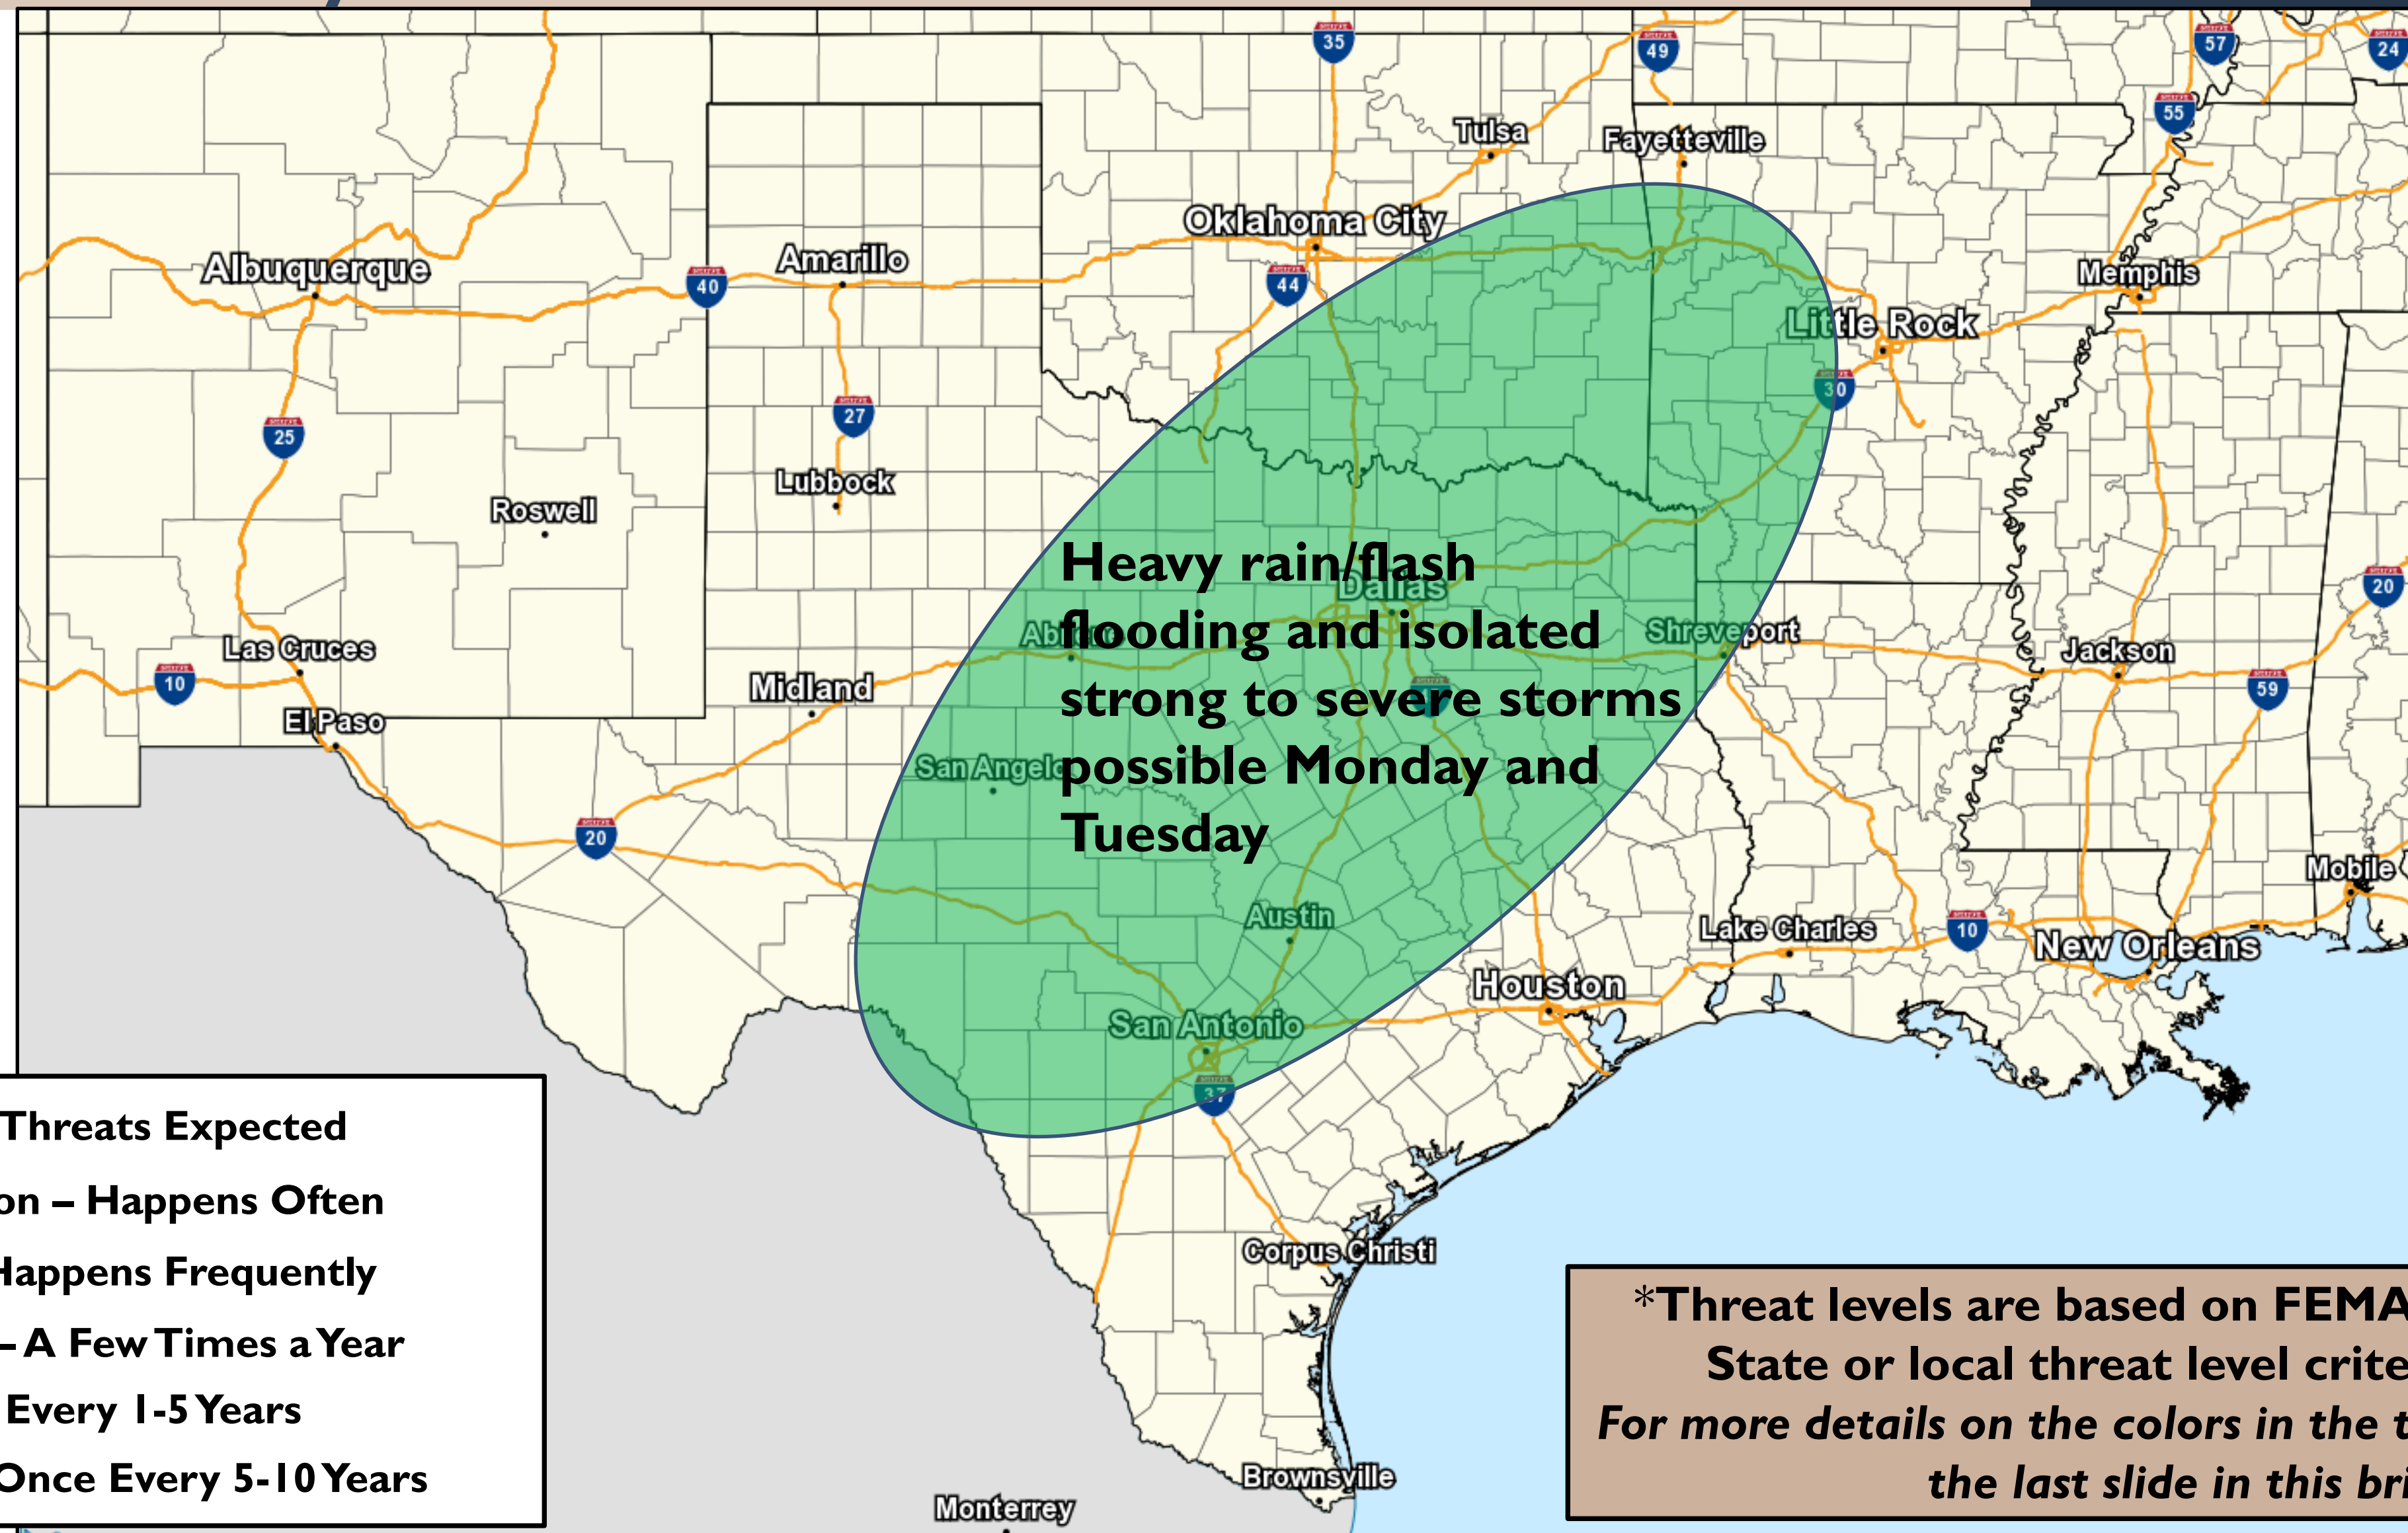 35
49
57
24
55
Tulsa
Fayetteville
Oklahoma City
Albuquerque
Amarillo
40
44
Memphis
Little Rock
30
25
27
Lubbock
Roswell
20
Heavy rain/flash
Dallas
flooding and isolated
Shreveport
Las Cruces
Jackson
10
Midland
strong to severe storms
59
El Paso
San Angelo
possible Monday and
Tuesday
20
Mobile
Austin
Lake Charles
10
New Orleans
Houston
San Antonio
37
Threats Expected
on – Happens Often
Happens Frequently
– A Few Times a Year
Every 1-5 Years
Once Every 5-10 Years
Corpus Christi
*Threat levels are based on FEMA
State or local threat level crite
For more details on the colors in the t
the last slide in this bri
Brownsville
Monterrey